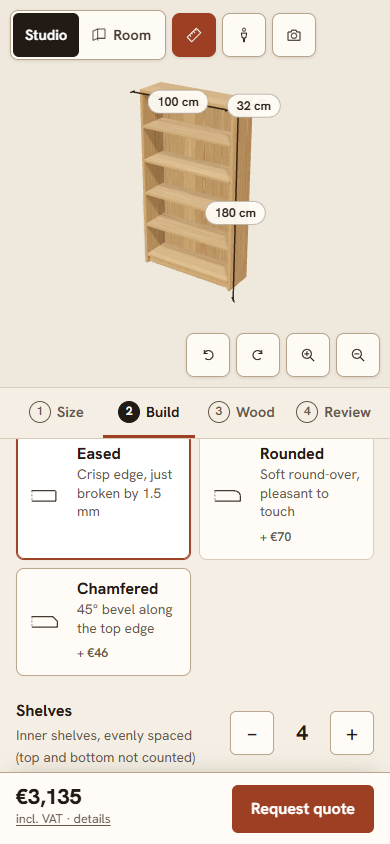 Studio
Room
100 cm
32 cm
180 cm
1 Size
2 Build
3 Wood
4 Review
Eased
Crisp edge, just
broken by 1.5
mm
Rounded
Soft round-over,
pleasant to
touch
+ €70
Chamfered
45° bevel along
the top edge
+ €46
Shelves
Inner shelves, evenly spaced
(top and bottom not counted)
− 4 +
€3,135
incl. VAT · details
Request quote